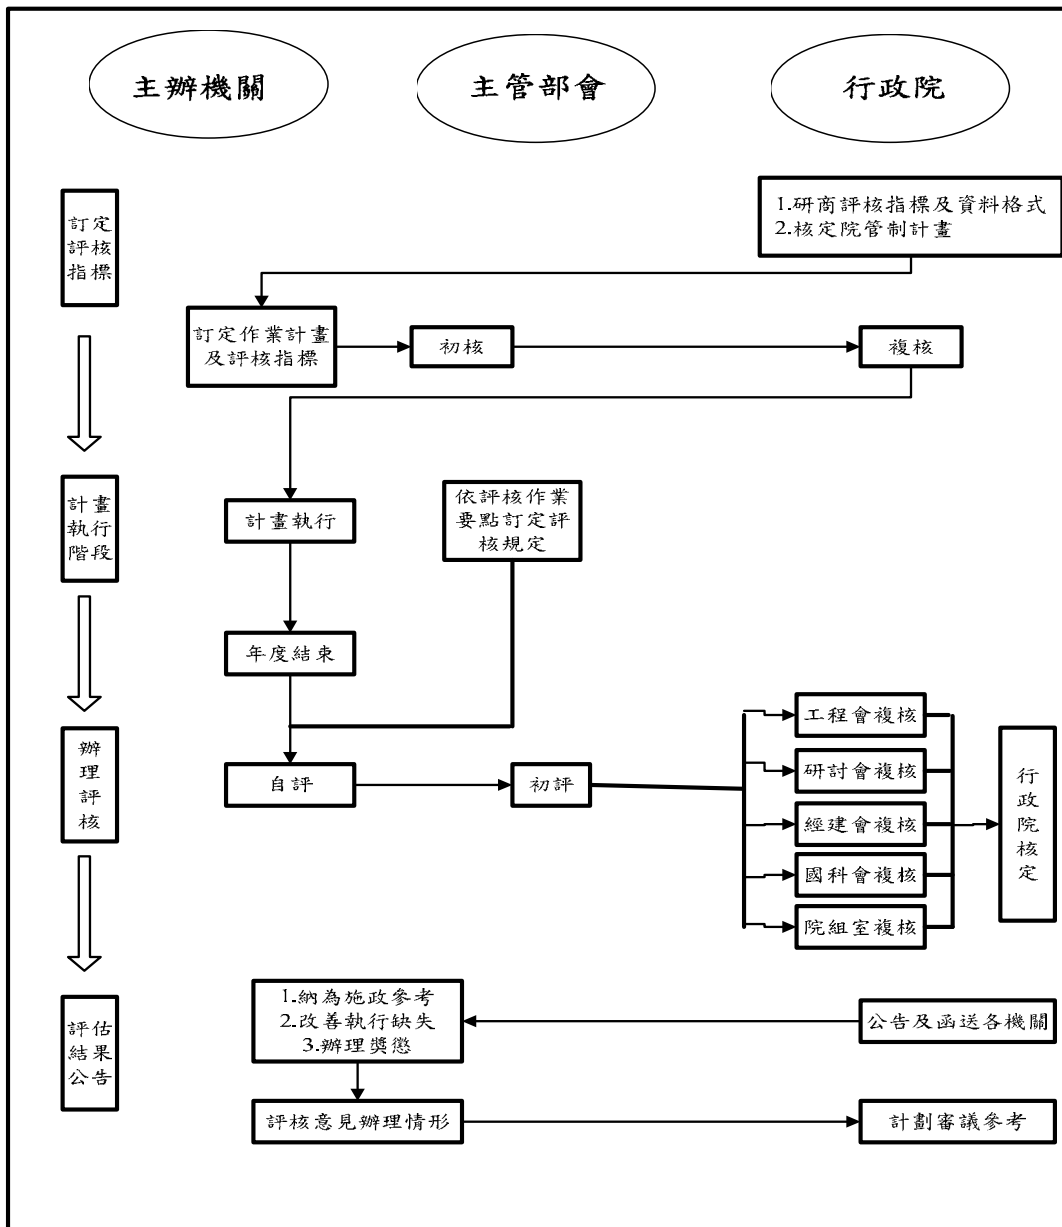 主辦機關
主管部會
行政院
訂定
評核
指標
1.研商評核指標及資料格式
2.核定院管制計畫
訂定作業計畫
及評核指標
初核
複核
計畫
執行
階段
計畫執行
依評核作業
要點訂定評
核規定
年度結束
辦
理
評
核
自評
初評
工程會複核
研討會複核
經建會複核
國科會複核
院組室複核
行
政
院
核
定
評估
結果
公告
1.納為施政參考
2.改善執行缺失
3.辦理獎懲
公告及函送各機關
評核意見辦理情形
計劃審議參考